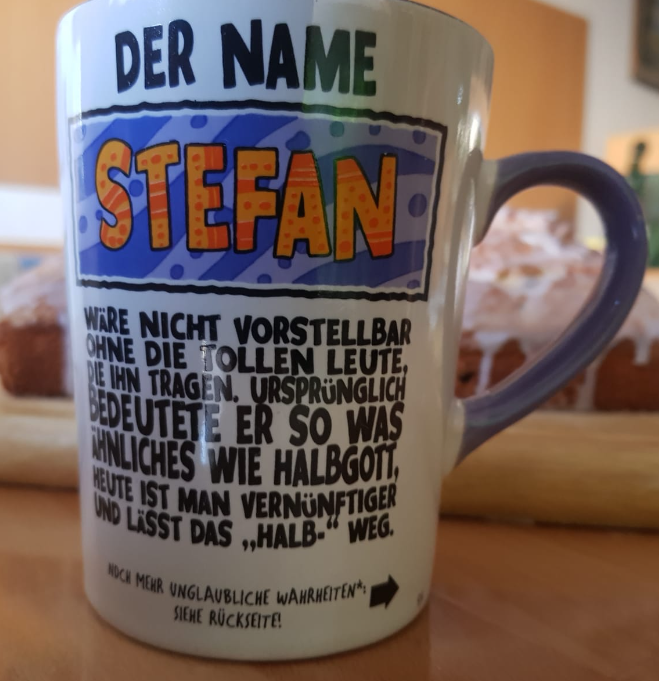 DER NAME
STEFAN
WÄRE NICHT VORSTELLBAR
OHNE DIE TOLLEN LEUTE,
DIE IHN TRAGEN. URSPRÜNGLICH
BEDEUTETE ER SO WAS
ÄHNLICHES WIE HALBGOTT,
HEUTE IST MAN VERNÜNFTIGER
UND LÄSST DAS „HALB-“ WEG.
NOCH MEHR UNGLAUBLICHE WAHRHEITEN*:
SIEHE RÜCKSEITE!